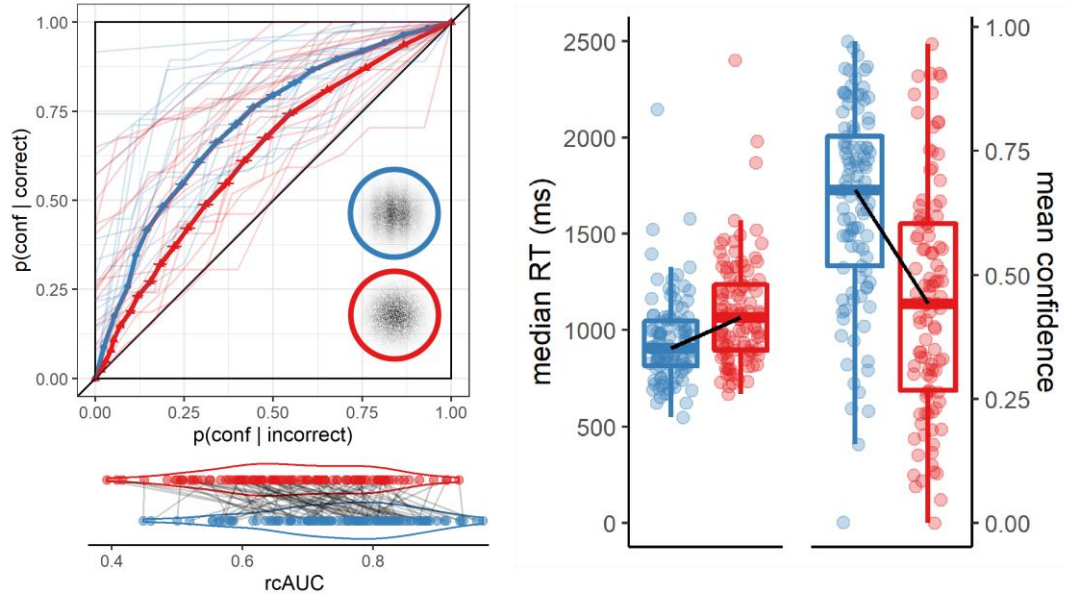 1.00
0.75
0.50
0.25
0.00
p(conf | correct)
0.00 0.25 0.50 0.75 1.00
p(conf | incorrect)
0.4 0.6 0.8
rcAUC
2500
2000
1500
1000
500
0
median RT (ms)
1.00
0.75
0.50
0.25
0.00
mean confidence